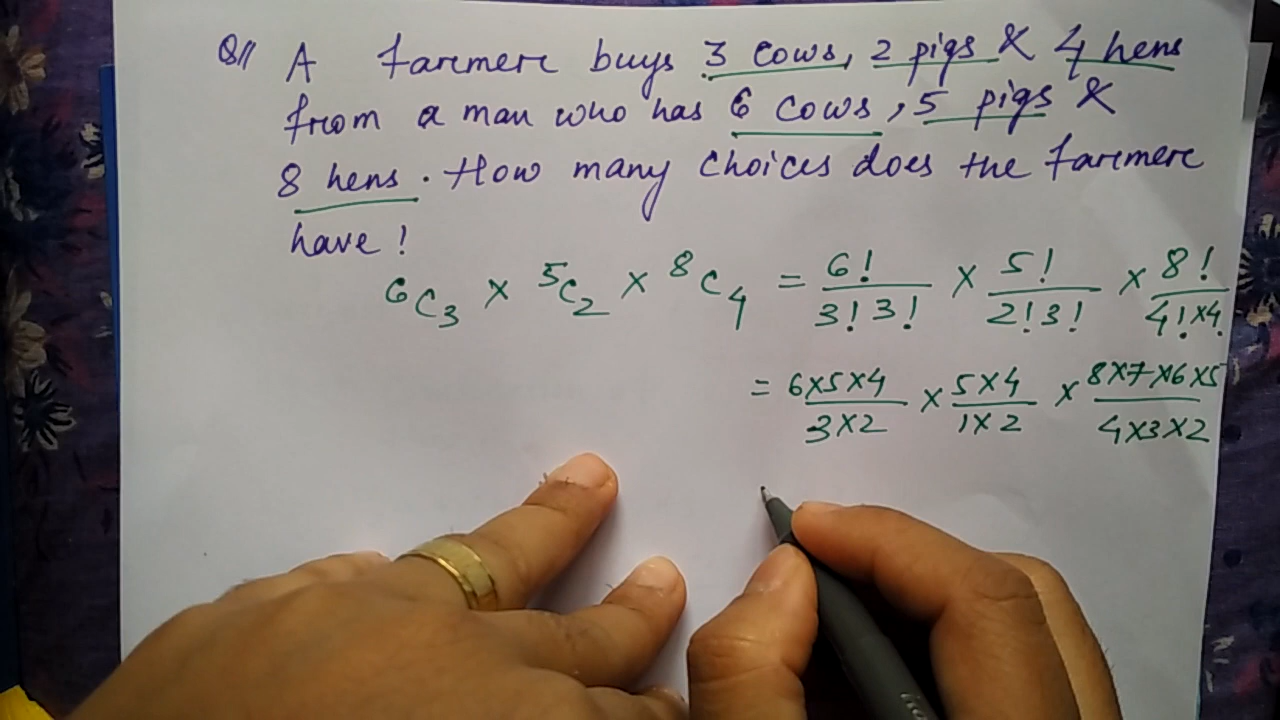 Q// A farmer buys 3 cows, 2 pigs & 4 hens
from a man who has 6 cows, 5 pigs &
8 hens. How many choices does the farmer
have!
⁶C₃ × ⁵C₂ × ⁸C₄ = 6!/3!3! × 5!/2!3! × 8!/4!×4!
= 6×5×4/3×2 × 5×4/1×2 × 8×7×6×5/4×3×2